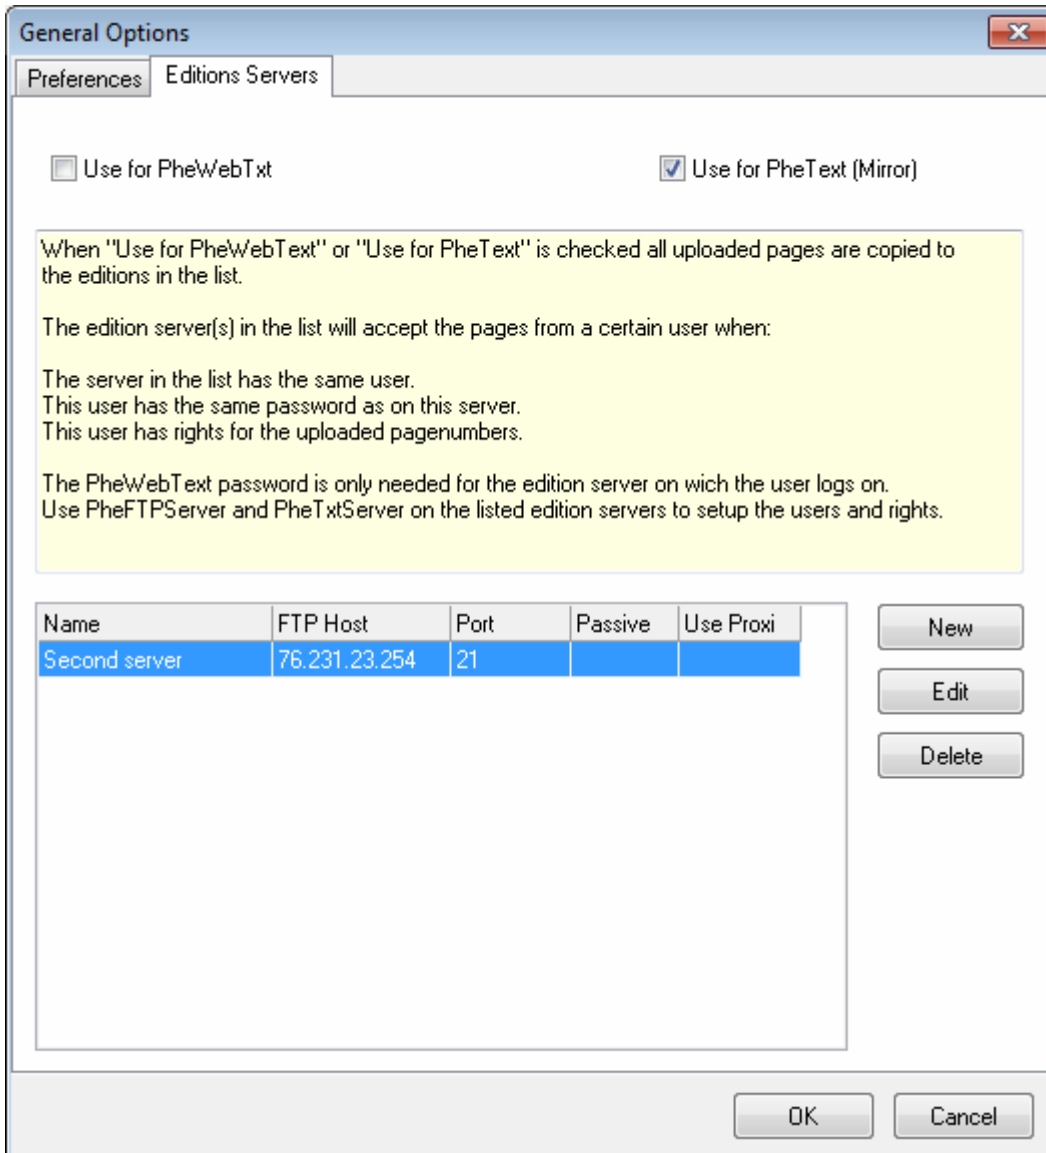 General Options
Preferences Editions Servers
Use for PheWebTxt Use for PheText (Mirror)
When "Use for PheWebText" or "Use for PheText" is checked all uploaded pages are copied to
the editions in the list.
The edition server(s) in the list will accept the pages from a certain user when:
The server in the list has the same user.
This user has the same password as on this server.
This user has rights for the uploaded pagenumbers.
The PheWebText password is only needed for the edition server on wich the user logs on.
Use PheFTPServer and PheTxtServer on the listed edition servers to setup the users and rights.
Name FTP Host Port Passive Use Proxi
Second server 76.231.23.254 21
New
Edit
Delete
OK Cancel